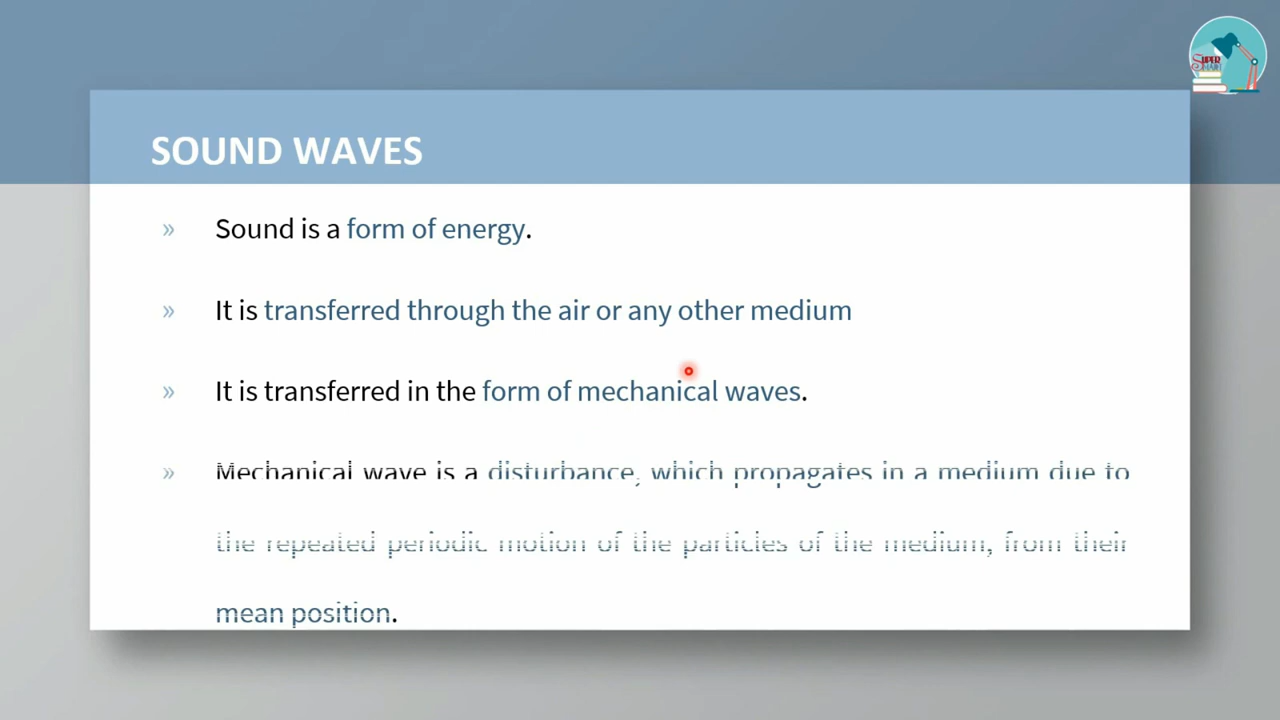 SUPER
SMART
SOUND WAVES
» Sound is a form of energy.
» It is transferred through the air or any other medium
» It is transferred in the form of mechanical waves.
» Mechanical wave is a disturbance, which propagates in a medium due to
the repeated periodic motion of the particles of the medium, from their
mean position.